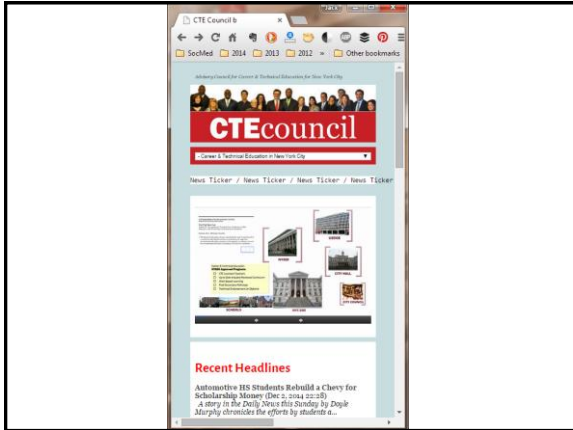 CTE Council b
SocMed 2014 2013 2012 » Other bookmarks
Advisory Council for Career & Technical Education for New York City
CTEcouncil
- Career & Technical Education in New York City
News Ticker / News Ticker / News Ticker / News Ticker
CITY HALL
SCHOOLS
Recent Headlines
Automotive HS Students Rebuild a Chevy for
Scholarship Money (Dec 2, 2014 22:28)
A story in the Daily News this Sunday by Doyle
Murphy chronicles the efforts by students a...